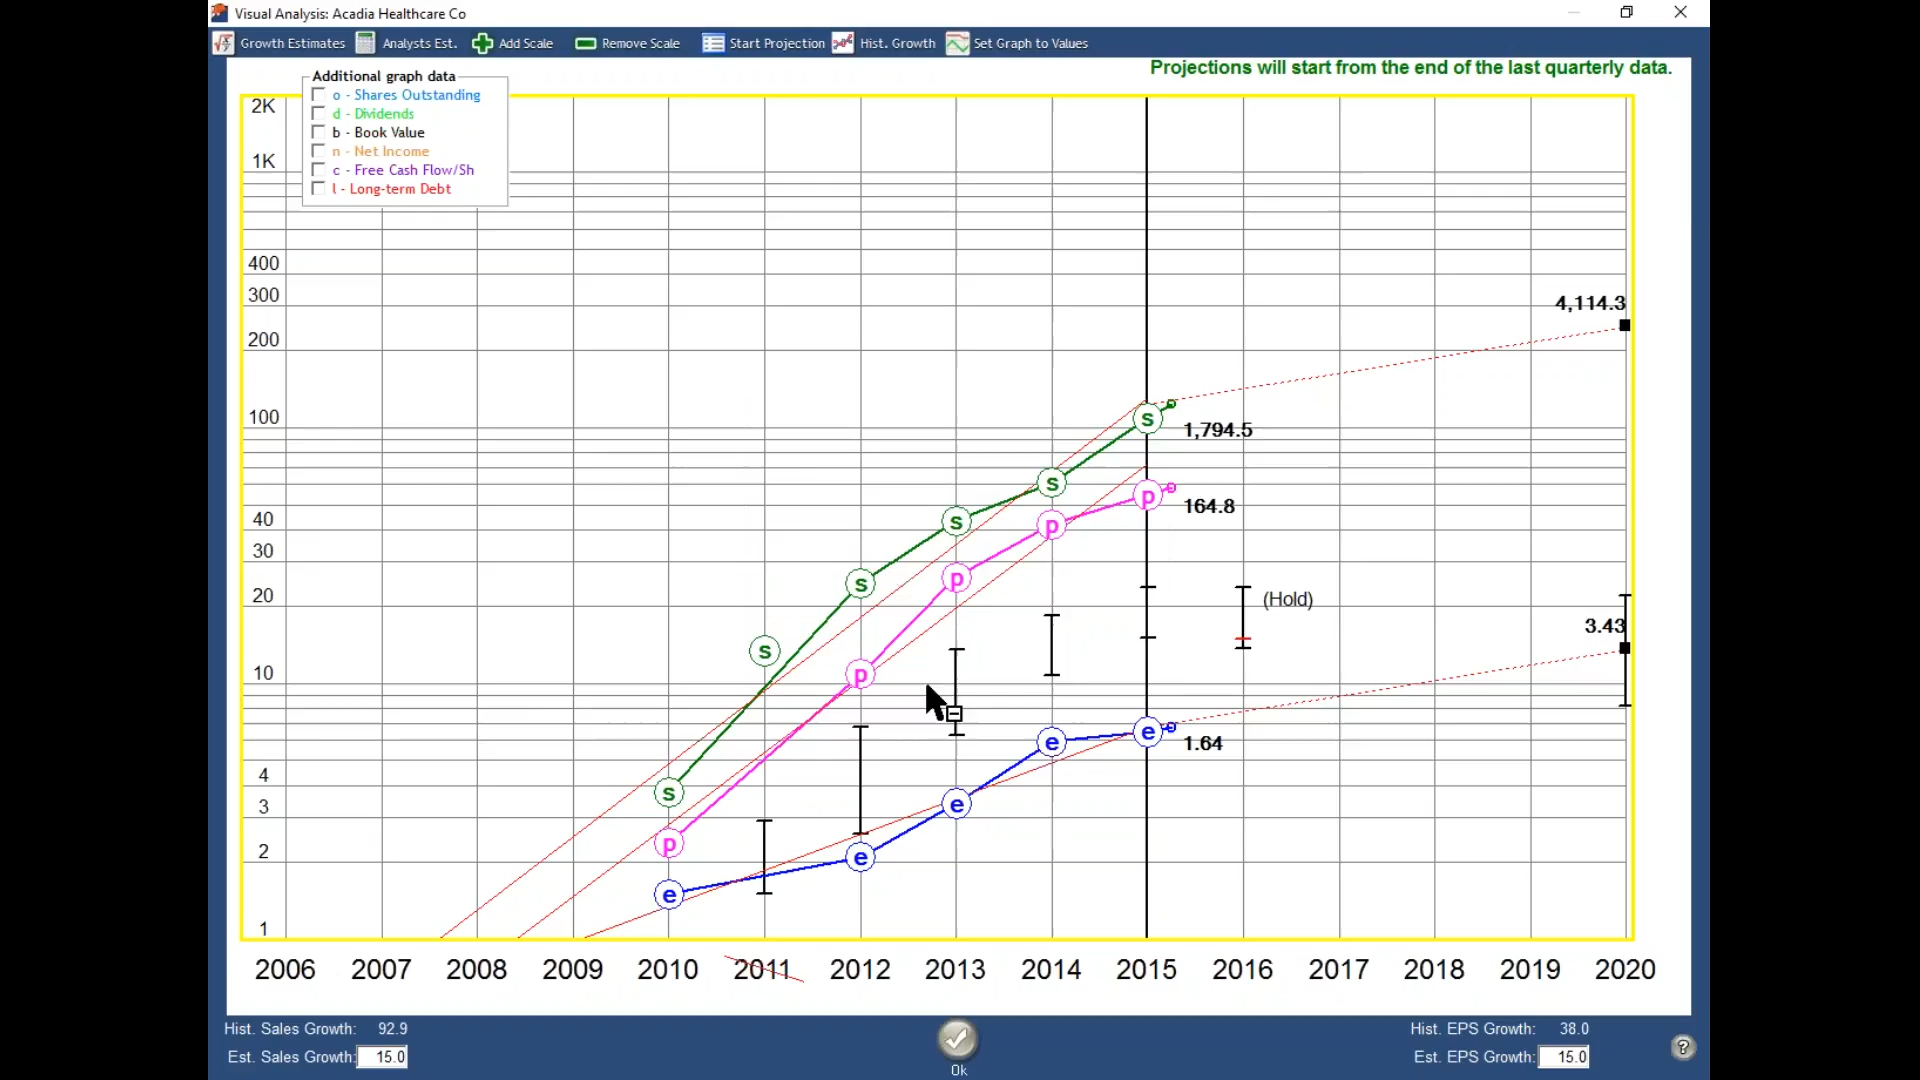 Visual Analysis: Acadia Healthcare Co
Growth Estimates Analysts Est. Add Scale Remove Scale Start Projection Hist. Growth Set Graph to Values
Projections will start from the end of the last quarterly data.
Additional graph data
o - Shares Outstanding
d - Dividends
b - Book Value
n - Net Income
c - Free Cash Flow/Sh
l - Long-term Debt
2K
1K
400
300
4,114.3
200
100
s
1,794.5
s
p
164.8
40
s
p
30
p
s
20
(Hold)
3.43
s
10
p
e
e
1.64
4
s
3
e
2
p
e
e
1
2006 2007 2008 2009 2010 2011 2012 2013 2014 2015 2016 2017 2018 2019 2020
Hist. Sales Growth: 92.9
Hist. EPS Growth: 38.0
Est. Sales Growth: 15.0
Ok
Est. EPS Growth: 15.0
?